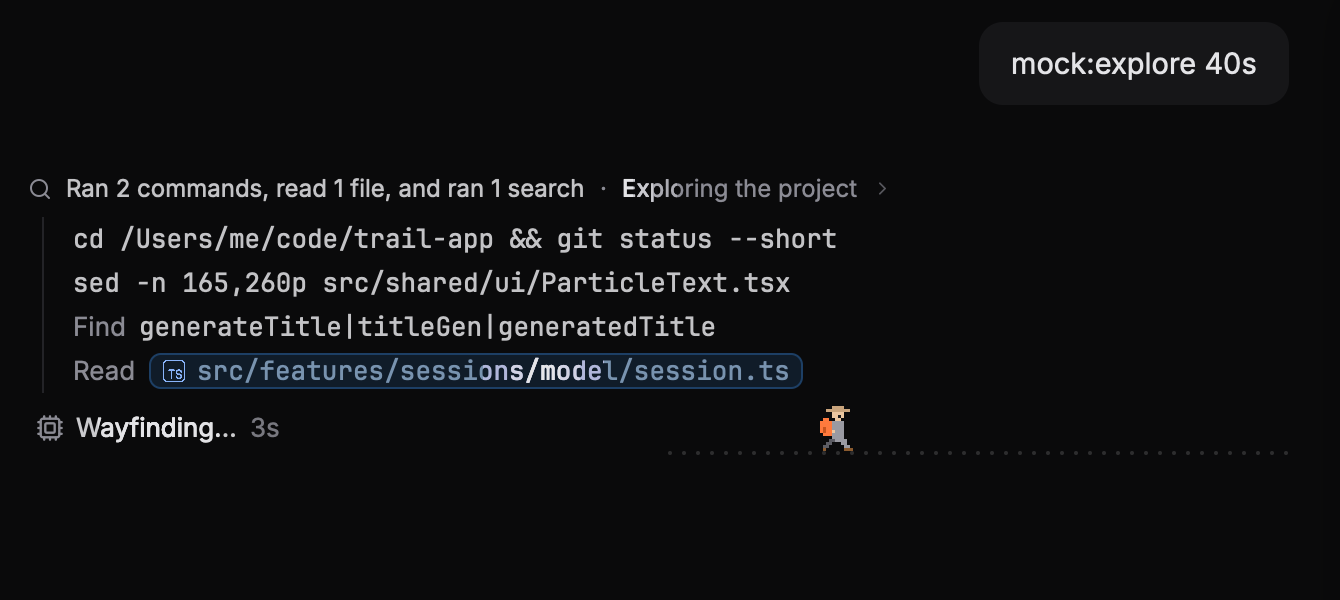 mock:explore 40s
Ran 2 commands, read 1 file, and ran 1 search · Exploring the project
cd /Users/me/code/trail-app && git status --short
sed -n 165,260p src/shared/ui/ParticleText.tsx
Find generateTitle|titleGen|generatedTitle
Read TS src/features/sessions/model/session.ts
Wayfinding... 3s